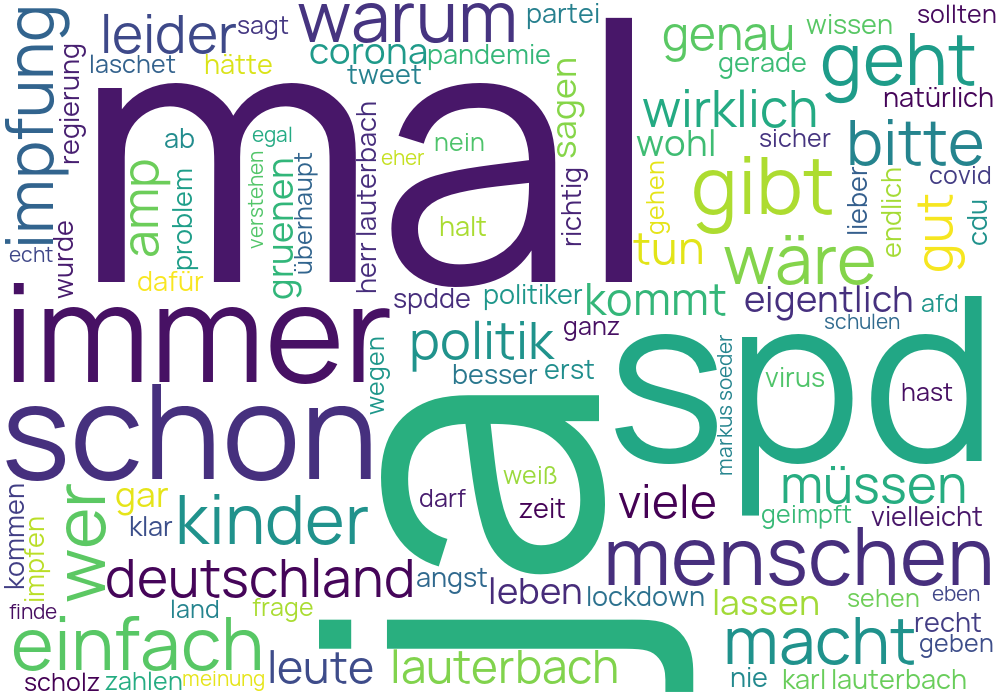 impfung
leider
sagt
warum
partei
sollten
corona
pandemie
genau
wissen
laschet
hätte
tweet
gerade
geht
regierung
mal
sagen
natürlich
wirklich
ab
egal
nein
wohl
sicher
bitte
amp
problem
verstehen
gruenen
überhaupt
herr lauterbach
eher
richtig
gehen
gibt
lieber
endlich
covid
gut
cdu
echt
wurde
dafür
halt
tun
wäre
immer
spdde
politiker
kommt
eigentlich
afd
schulen
wegen
politik
ganz
besser
erst
spd
markus soeder
virus
hast
schon
ja
weiß
darf
zeit
viele
müssen
geimpft
vielleicht
kommen
impfen
wer
gar
klar
kinder
menschen
deutschland
angst
leben
lockdown
lassen
sehen
eben
finde
land
frage
einfach
macht
recht
geben
scholz
zahlen
meinung
leute
lauterbach
nie
karl lauterbach